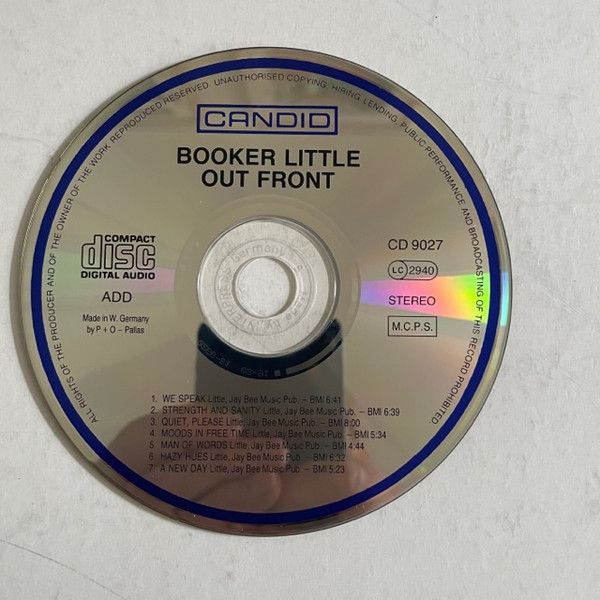 ALL RIGHTS OF THE PRODUCER AND OF THE OWNER OF THE WORK REPRODUCED RESERVED UNAUTHORISED COPYING, HIRING, LENDING, PUBLIC PERFORMANCE AND BROADCASTING OF THIS RECORD PROHIBITED
CANDID
BOOKER LITTLE
OUT FRONT
COMPACT
disc
DIGITAL AUDIO
ADD
Made in W. Germany
by P + O – Pallas
CD 9027
LC 2940
STEREO
M.C.P.S.
Germany
1. WE SPEAK Little, Jay Bee Music Pub. – BMI 6:41
2. STRENGTH AND SANITY Little, Jay Bee Music Pub. – BMI 6:39
3. QUIET, PLEASE Little, Jay Bee Music Pub. – BMI 8:00
4. MOODS IN FREE TIME Little, Jay Bee Music Pub. – BMI 5:34
5. MAN OF WORDS Little, Jay Bee Music Pub. – BMI 4:44
6. HAZY HUES Little, Jay Bee Music Pub. – BMI 6:32
7. A NEW DAY Little, Jay Bee Music Pub. – BMI 5:23